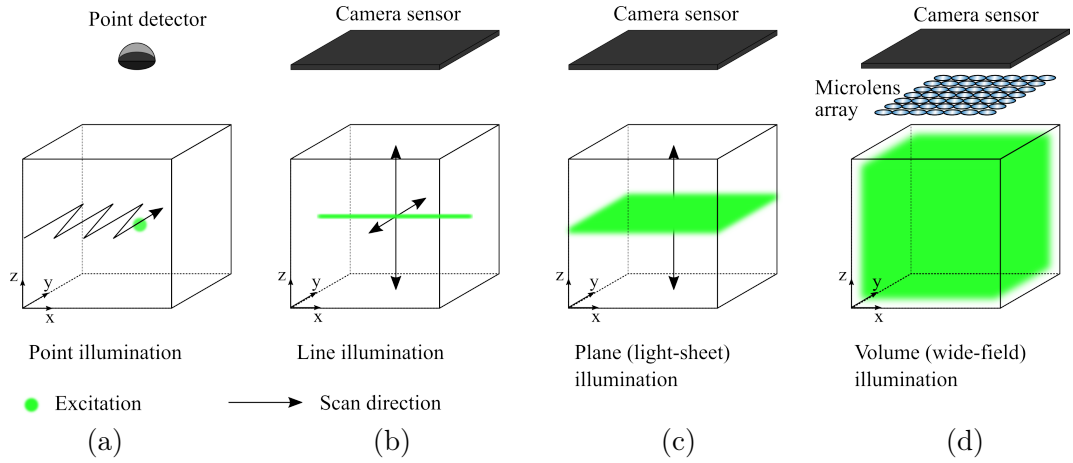 Point detector
Camera sensor
Camera sensor
Camera sensor
Microlens
array
z
y
x
z
y
x
z
y
x
z
y
x
Point illumination
Line illumination
Plane (light-sheet)
illumination
Volume (wide-field)
illumination
Excitation
Scan direction
(a)
(b)
(c)
(d)